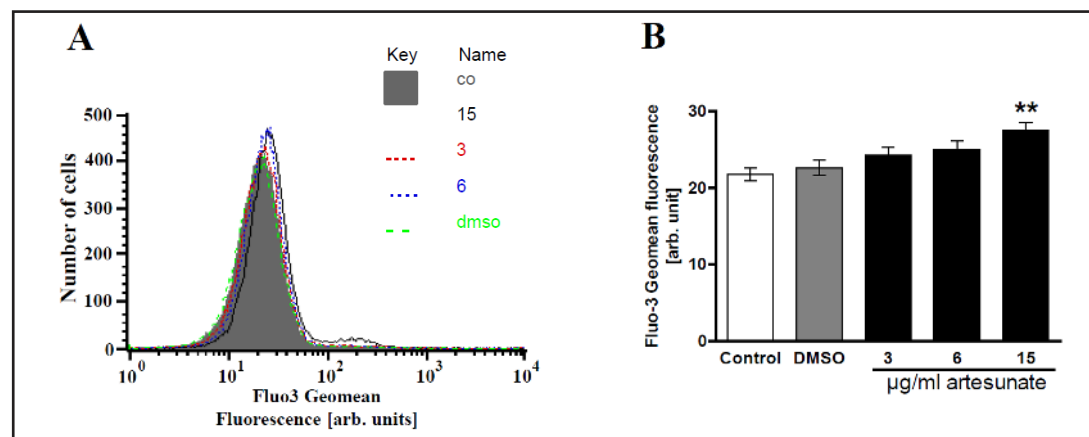 A
Key Name
co
15
3
6
dmso
500
400
300
200
100
0
Number of cells
10^0 10^1 10^2 10^3 10^4
Fluo3 Geomean
Fluorescence [arb. units]
B
**
Fluo-3 Geomean fluorescence
[arb. unit]
30
20
10
0
Control DMSO 3 6 15
µg/ml artesunate